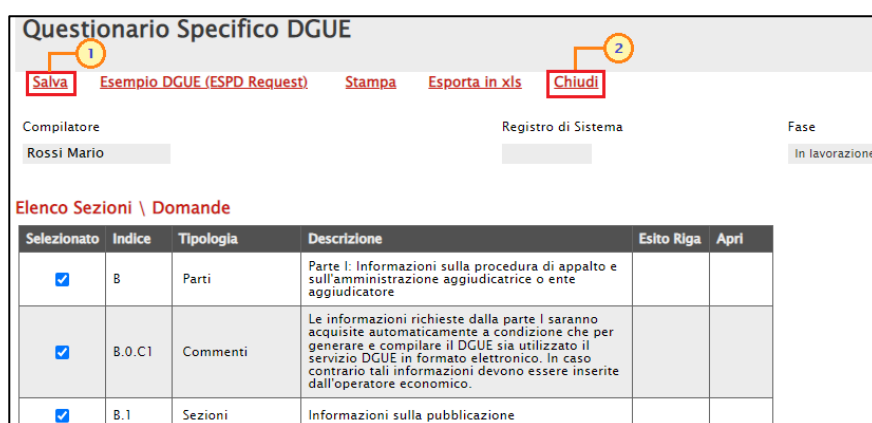 Questionario Specifico DGUE
1
2
Salva Esempio DGUE (ESPD Request) Stampa Esporta in xls Chiudi
Compilatore Registro di Sistema Fase
Rossi Mario In lavorazione
Elenco Sezioni \ Domande
Selezionato Indice Tipologia Descrizione Esito Riga Apri
B Parti Parte I: Informazioni sulla procedura di appalto e
sull'amministrazione aggiudicatrice o ente
aggiudicatore
Le informazioni richieste dalla parte I saranno
acquisite automaticamente a condizione che per
generare e compilare il DGUE sia utilizzato il
B.0.C1 Commenti servizio DGUE in formato elettronico. In caso
contrario tali informazioni devono essere inserite
dall'operatore economico.
B.1 Sezioni Informazioni sulla pubblicazione